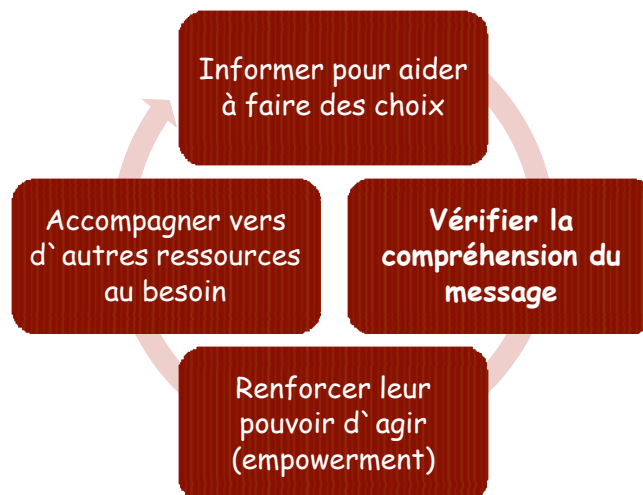 Informer pour aider
à faire des choix
Vérifier la
compréhension du
message
Renforcer leur
pouvoir d`agir
(empowerment)
Accompagner vers
d`autres ressources
au besoin